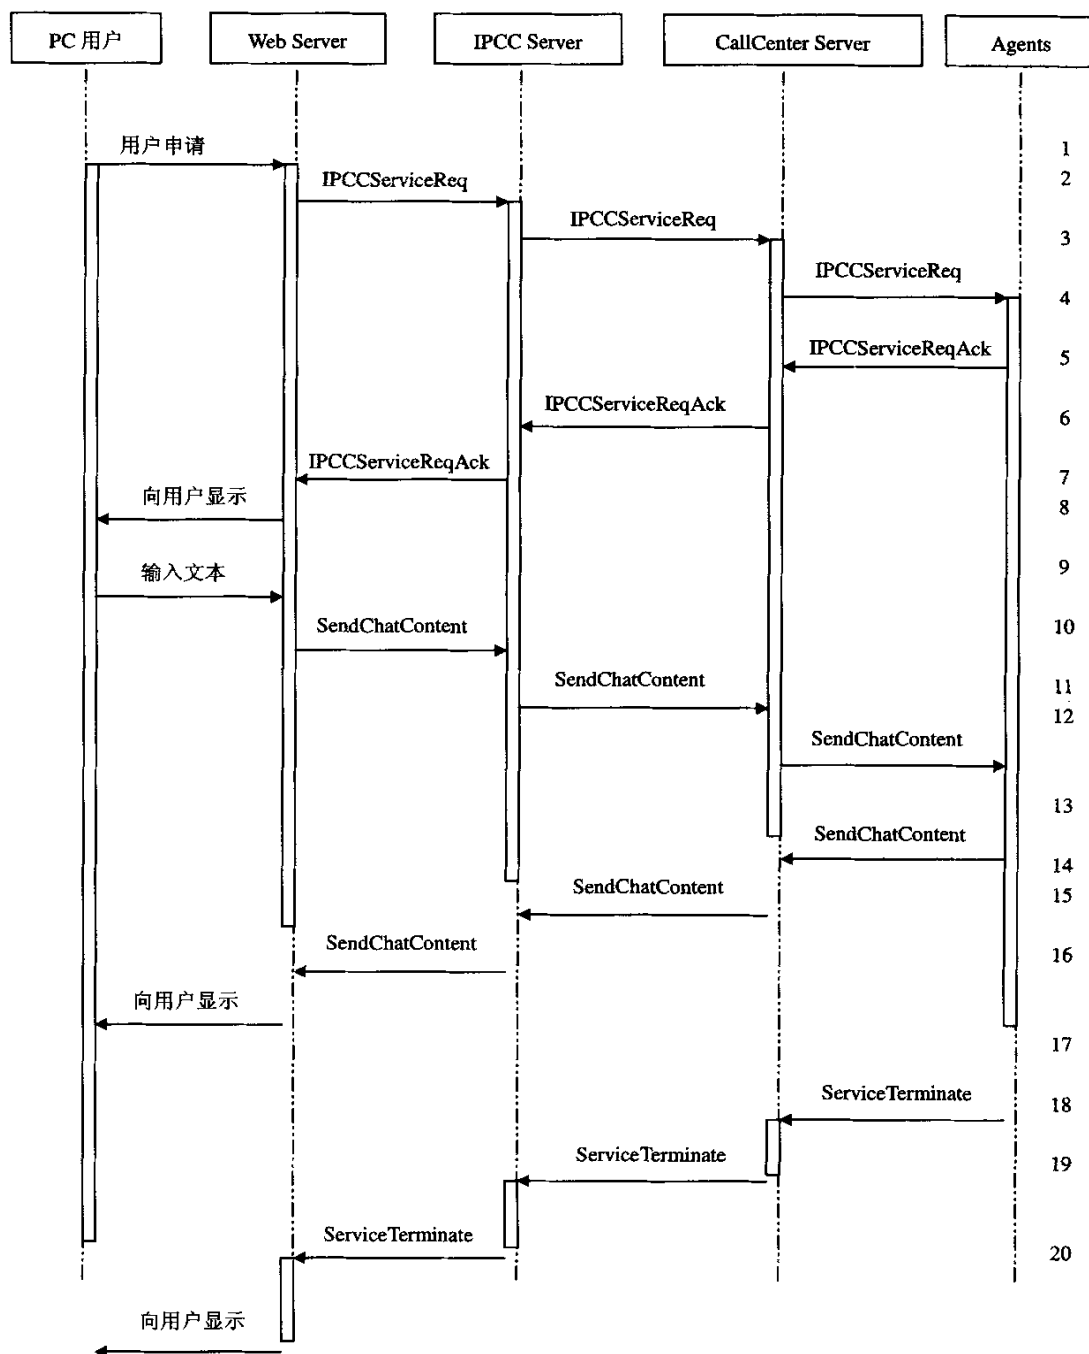 PC 用户
Web Server
IPCC Server
CallCenter Server
Agents
用户申请
1
IPCCServiceReq
2
IPCCServiceReq
3
IPCCServiceReq
4
IPCCServiceReqAck
5
IPCCServiceReqAck
6
IPCCServiceReqAck
7
向用户显示
8
输入文本
9
SendChatContent
10
SendChatContent
11
12
SendChatContent
13
SendChatContent
14
SendChatContent
15
SendChatContent
16
向用户显示
17
ServiceTerminate
18
ServiceTerminate
19
ServiceTerminate
20
向用户显示